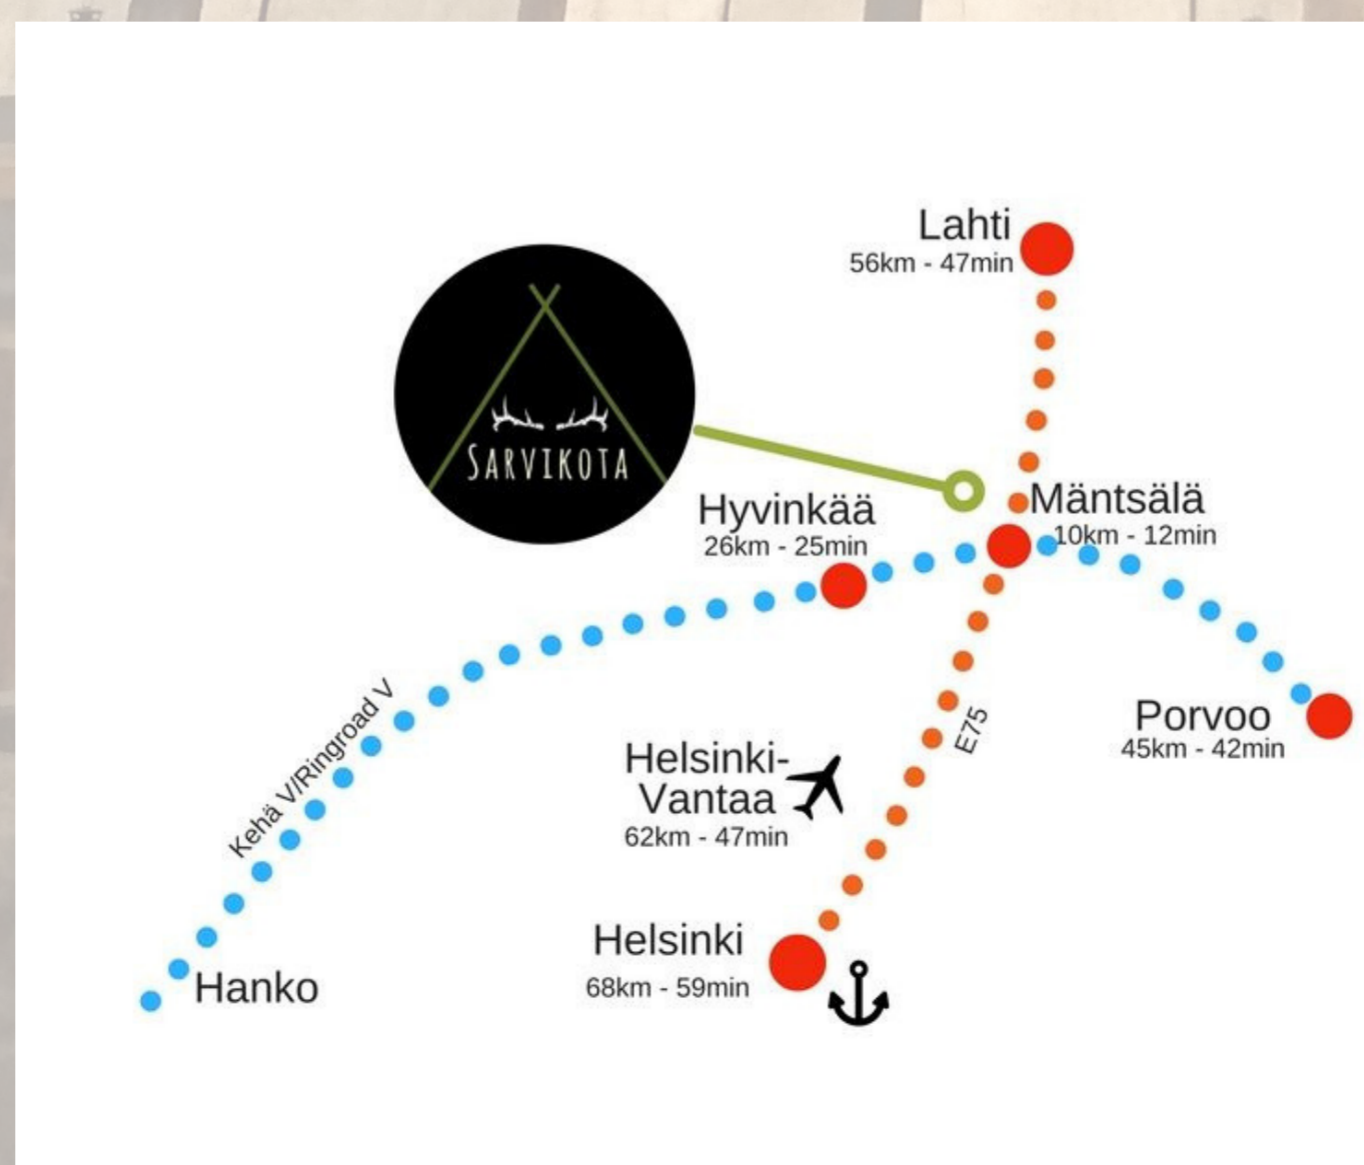 Lahti
56km - 47min
SARVIKOTA
Mäntsälä
10km - 12min
Hyvinkää
26km - 25min
Kehä V/Ringroad V
E75
Porvoo
45km - 42min
Helsinki-
Vantaa
62km - 47min
Helsinki
68km - 59min
Hanko